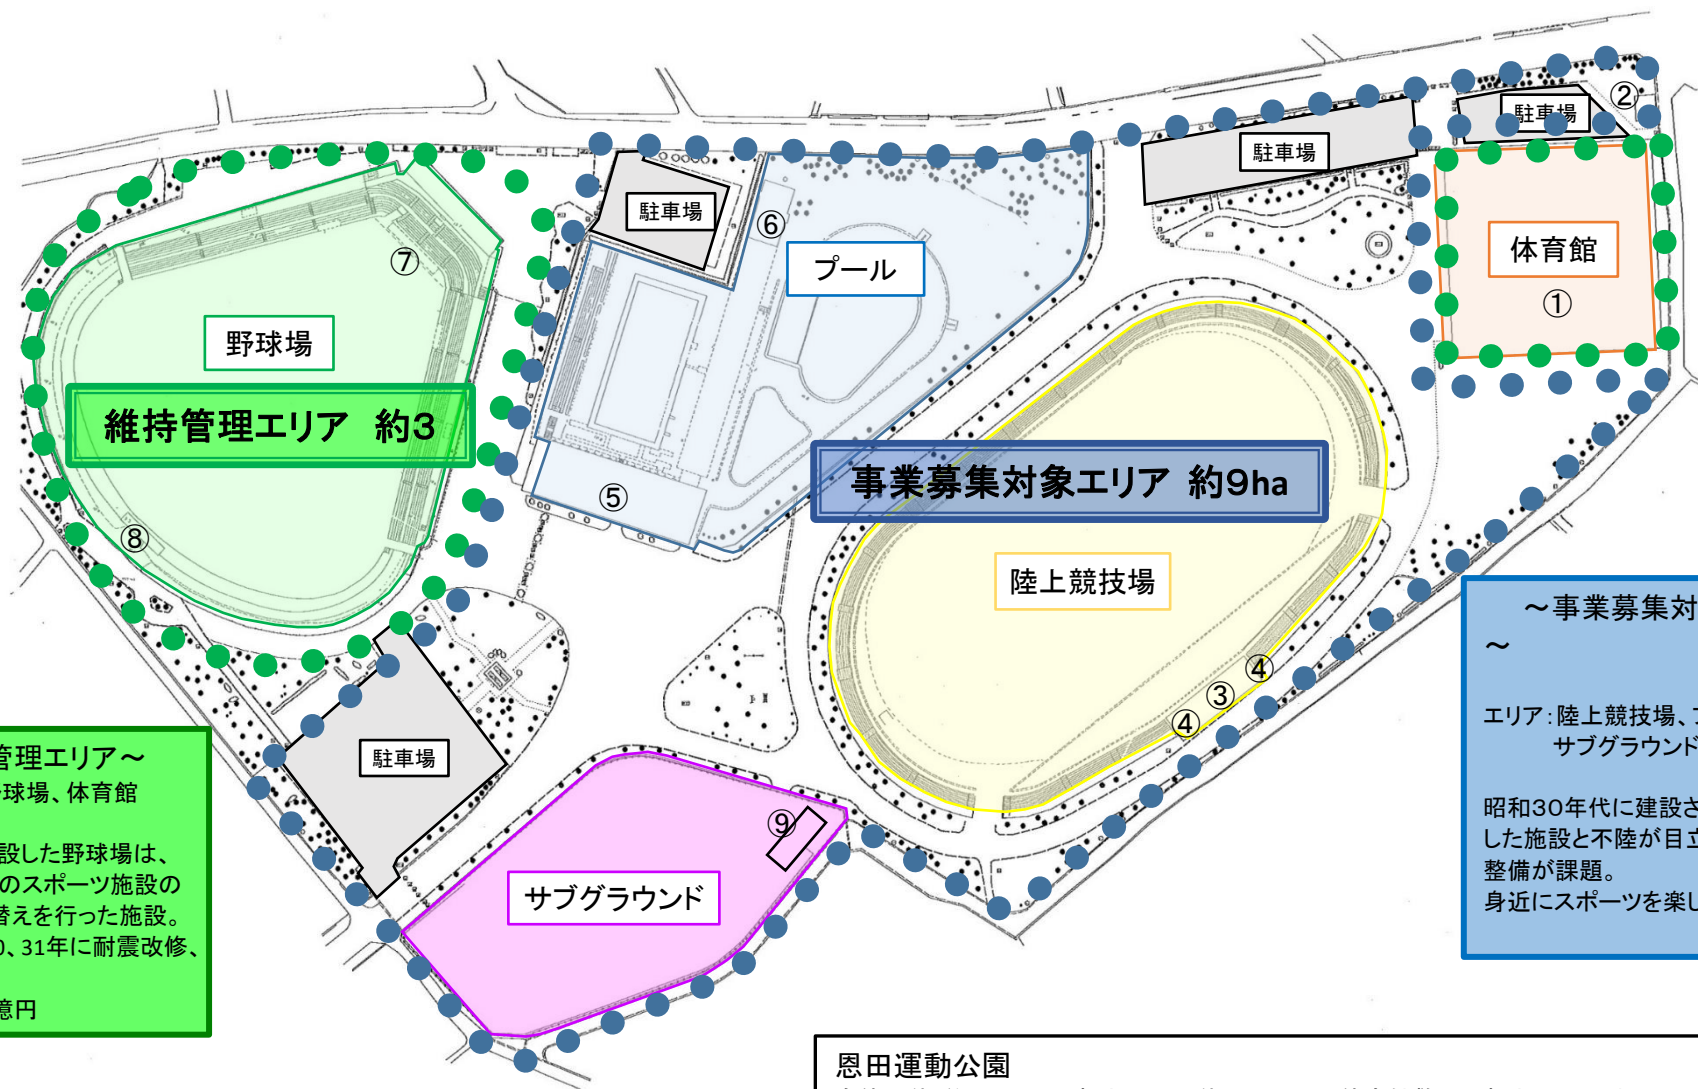 駐車場
②
駐車場
駐車場
⑥
体育館
①
プール
⑦
野球場
維持管理エリア 約3
事業募集対象エリア 約9ha
⑤
⑧
陸上競技場
④
③
④
駐車場
⑨
サブグラウンド
管理エリア～
球場、体育館
設した野球場は、
のスポーツ施設の
替えを行った施設。
0、31年に耐震改修、
億円
～事業募集対
～
エリア：陸上競技場、
サブグラウンド
昭和30年代に建設さ
した施設と不陸が目立
整備が課題。
身近にスポーツを楽し
恩田運動公園